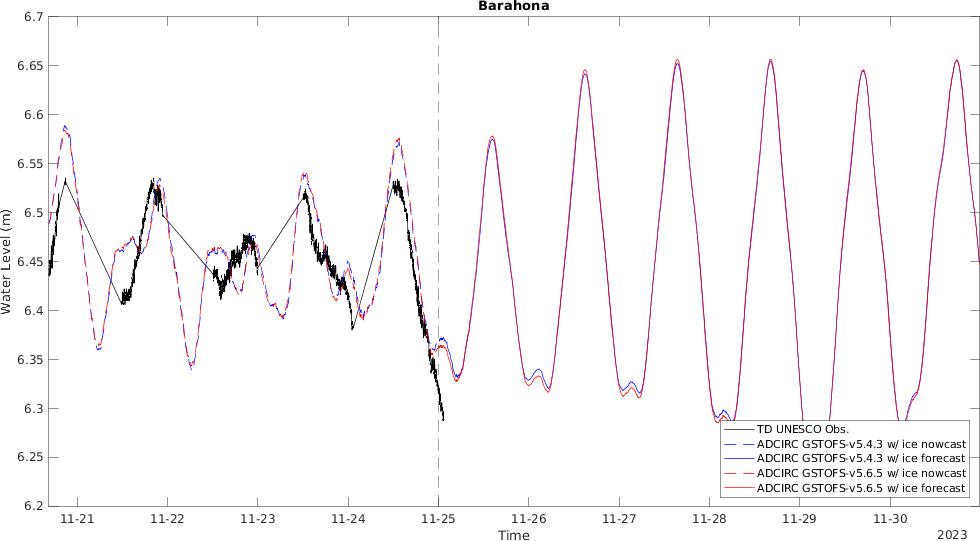 Barahona
6.7
6.65
6.6
6.55
6.5
6.45
6.4
6.35
6.3
6.25
6.2
Water Level (m)
TD UNESCO Obs.
ADCIRC GSTOFS-v5.4.3 w/ ice nowcast
ADCIRC GSTOFS-v5.4.3 w/ ice forecast
ADCIRC GSTOFS-v5.6.5 w/ ice nowcast
ADCIRC GSTOFS-v5.6.5 w/ ice forecast
11-21 11-22 11-23 11-24 11-25 11-26 11-27 11-28 11-29 11-30
Time
2023